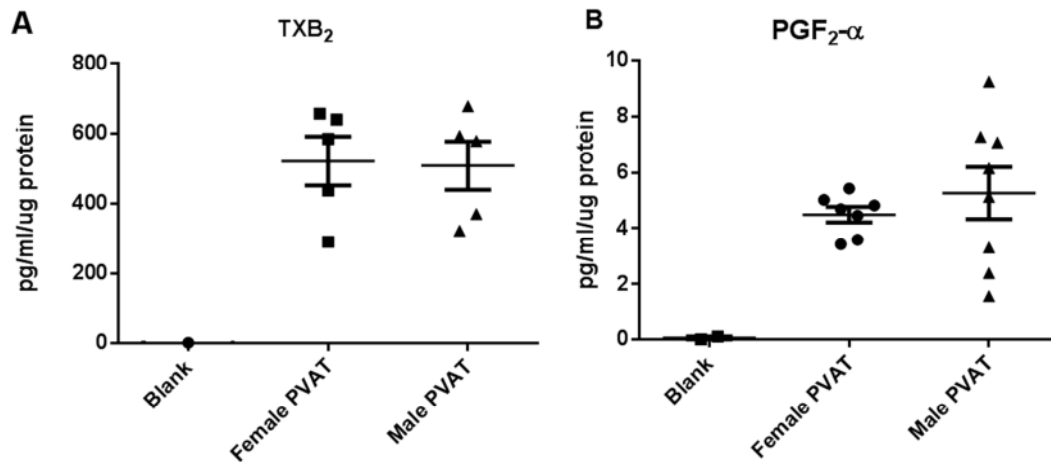 A
TXB₂
pg/ml/ug protein
800
600
400
200
0
Blank
Female PVAT
Male PVAT
B
PGF₂-α
pg/ml/ug protein
10
8
6
4
2
0
Blank
Female PVAT
Male PVAT